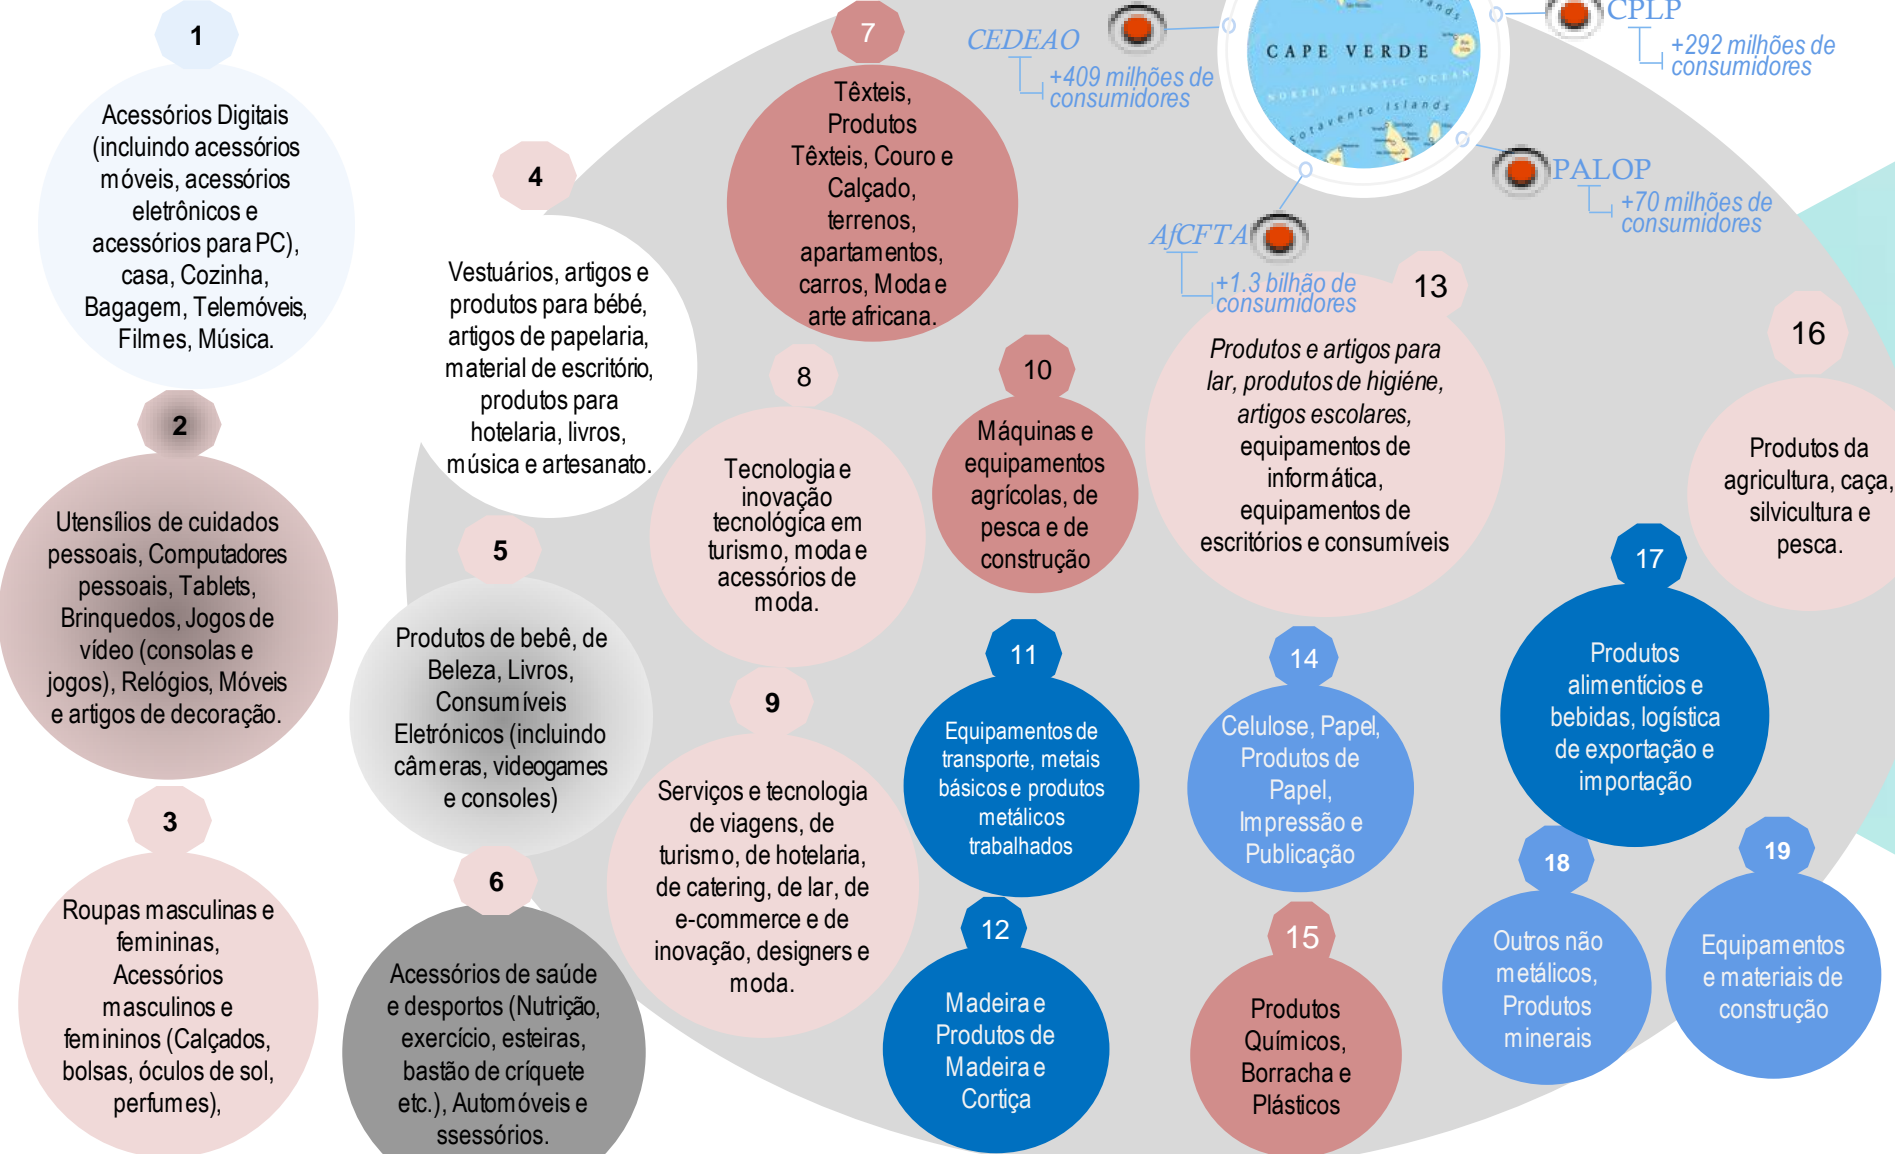 1
Acessórios Digitais
(incluindo acessórios
móveis, acessórios
eletrônicos e
acessórios para PC),
casa, Cozinha,
Bagagem, Telemóveis,
Filmes, Música.
2
Utensílios de cuidados
pessoais, Computadores
pessoais, Tablets,
Brinquedos, Jogos de
vídeo (consolas e
jogos), Relógios, Móveis
e artigos de decoração.
3
Roupas masculinas e
femininas,
Acessórios
masculinos e
femininos (Calçados,
bolsas, óculos de sol,
perfumes),
4
Vestuários, artigos e
produtos para bébé,
artigos de papelaria,
material de escritório,
produtos para
hotelaria, livros,
música e artesanato.
5
Produtos de bebê, de
Beleza, Livros,
Consumíveis
Eletrónicos (incluindo
câmeras, videogames
e consoles)
6
Acessórios de saúde
e desportos (Nutrição,
exercício, esteiras,
bastão de críquete
etc.), Automóveis e
ssessórios.
7
Têxteis,
Produtos
Têxteis, Couro e
Calçado,
terrenos,
apartamentos,
carros, Moda e
arte africana.
8
Tecnologia e
inovação
tecnológica em
turismo, moda e
acessórios de
moda.
9
Serviços e tecnologia
de viagens, de
turismo, de hotelaria,
de catering, de lar, de
e-commerce e de
inovação, designers e
moda.
10
Máquinas e
equipamentos
agrícolas, de
pesca e de
construção
11
Equipamentos de
transporte, metais
básicos e produtos
metálicos
trabalhados
12
Madeira e
Produtos de
Madeira e
Cortiça
CEDEAO
+409 milhões de
consumidores
CAPE VERDE
NORTH ATLANTIC OCEAN
Sotavento Islands
CPLP
+292 milhões de
consumidores
PALOP
+70 milhões de
consumidores
AfCFTA
+1.3 bilhão de
consumidores
13
Produtos e artigos para
lar, produtos de higiéne,
artigos escolares,
equipamentos de
informática,
equipamentos de
escritórios e consumíveis
14
Celulose, Papel,
Produtos de
Papel,
Impressão e
Publicação
15
Produtos
Químicos,
Borracha e
Plásticos
16
Produtos da
agricultura, caça,
silvicultura e
pesca.
17
Produtos
alimentícios e
bebidas, logística
de exportação e
importação
18
Outros não
metálicos,
Produtos
minerais
19
Equipamentos
e materiais de
construção